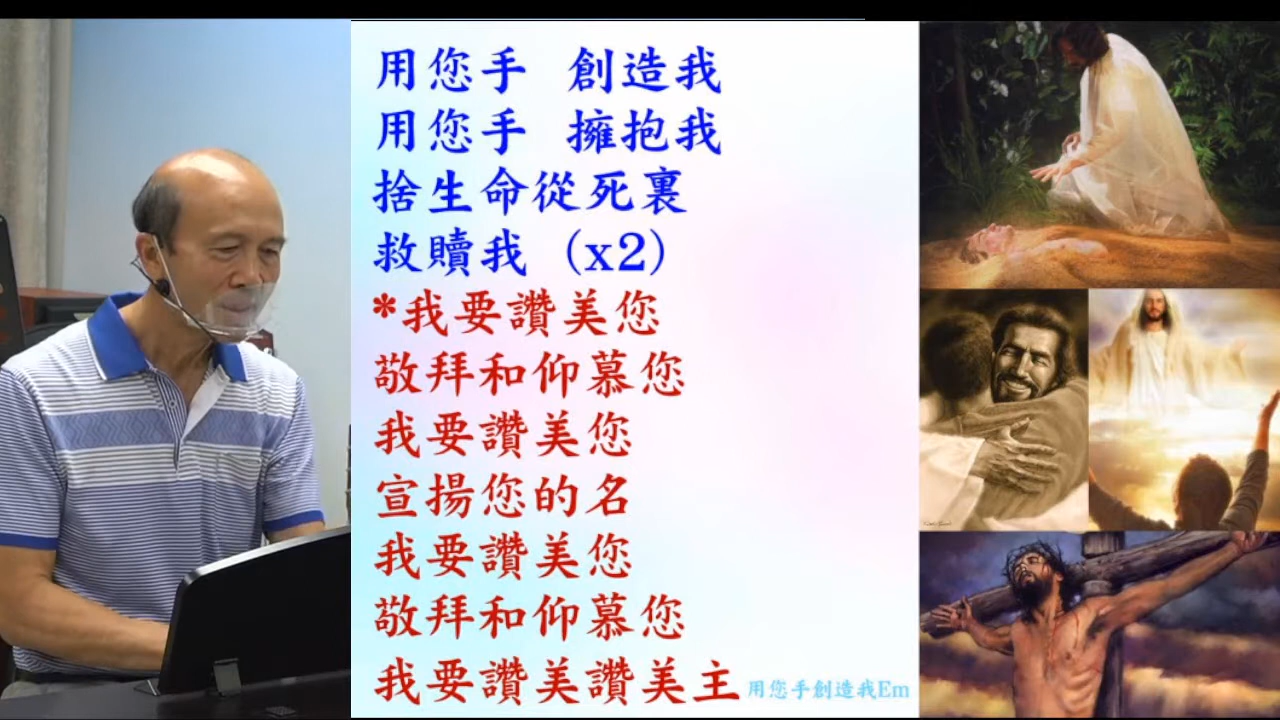 用您手 創造我
用您手 擁抱我
捨生命從死裏
救贖我 (x2)
*我要讚美您
敬拜和仰慕您
我要讚美您
宣揚您的名
我要讚美您
敬拜和仰慕您
我要讚美讚美主
用您手創造我Em